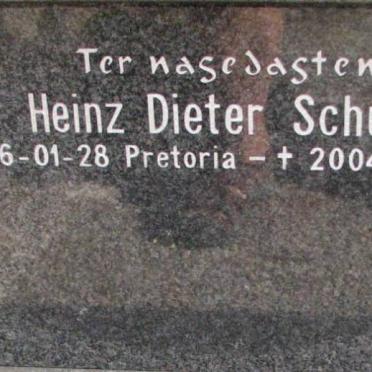 Ter nagedagten
Heinz Dieter Sch
6-01-28 Pretoria - † 2004